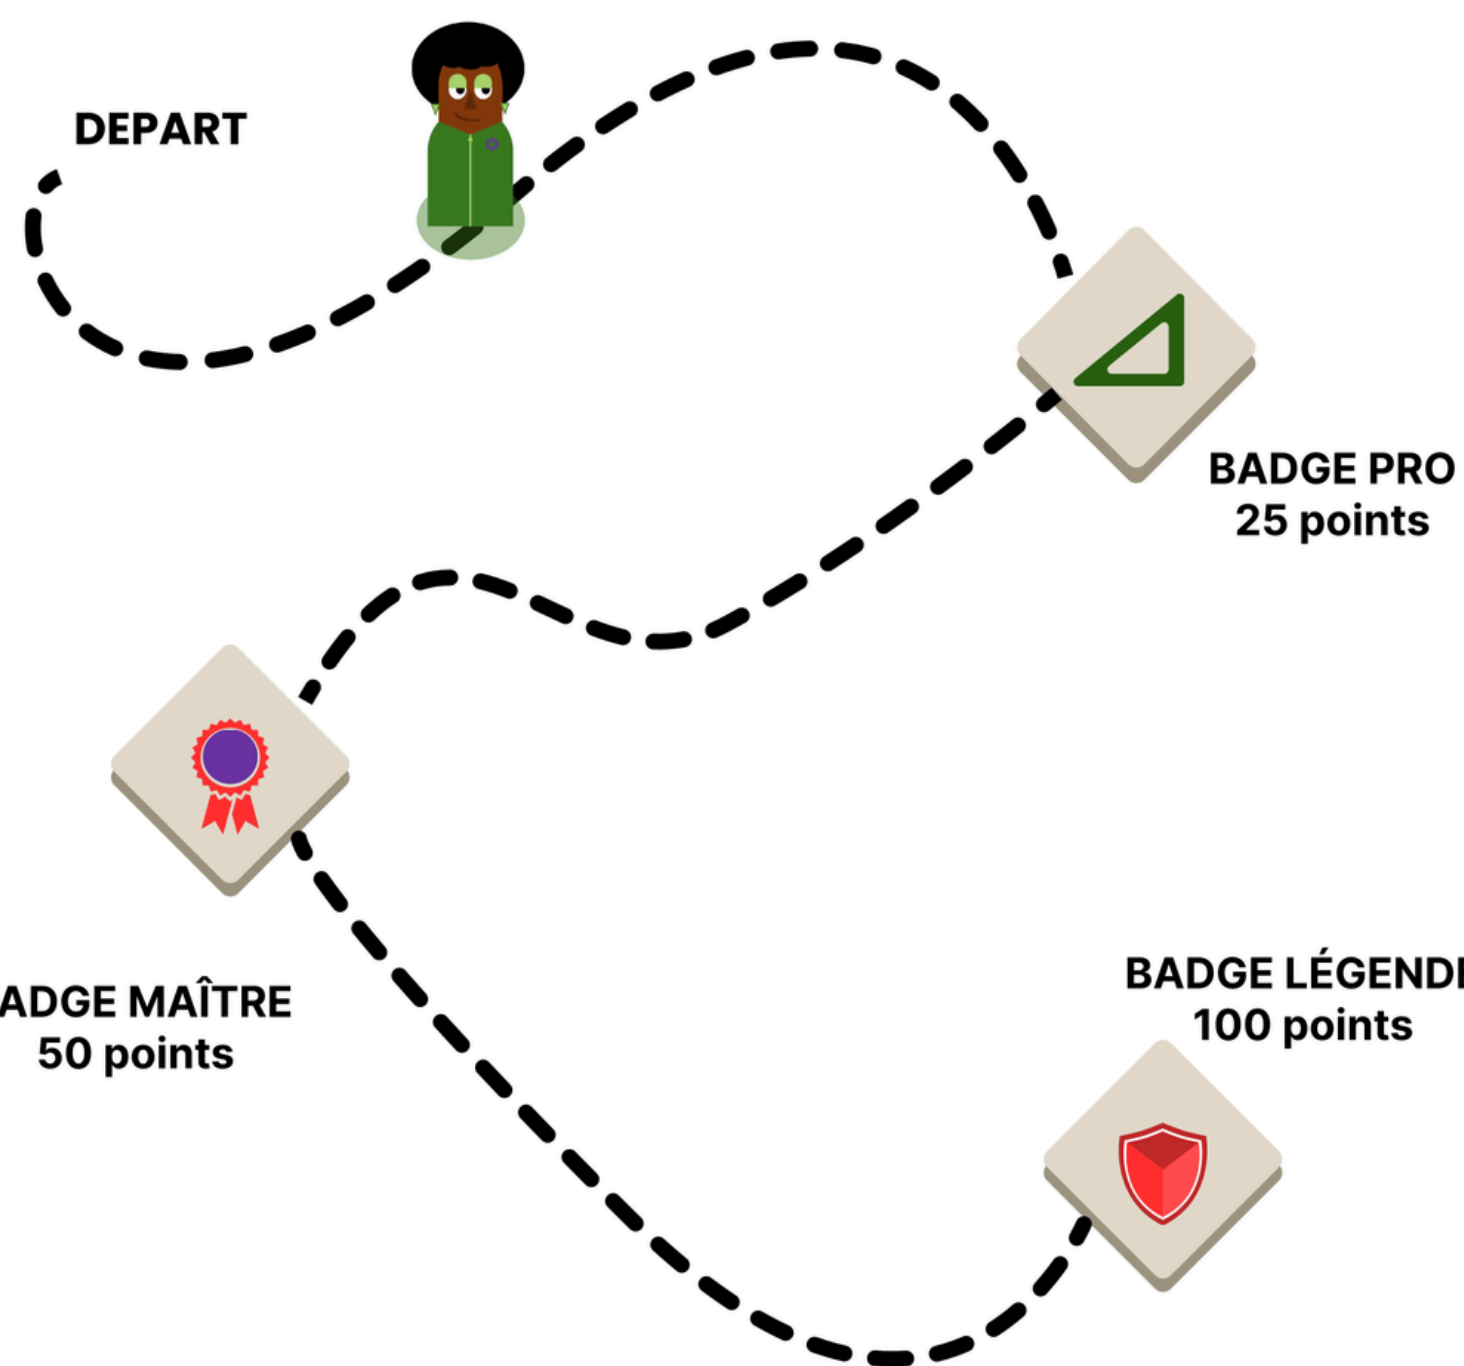 DEPART
BADGE PRO
25 points
ADGE MAÎTRE
50 points
BADGE LÉGEND
100 points